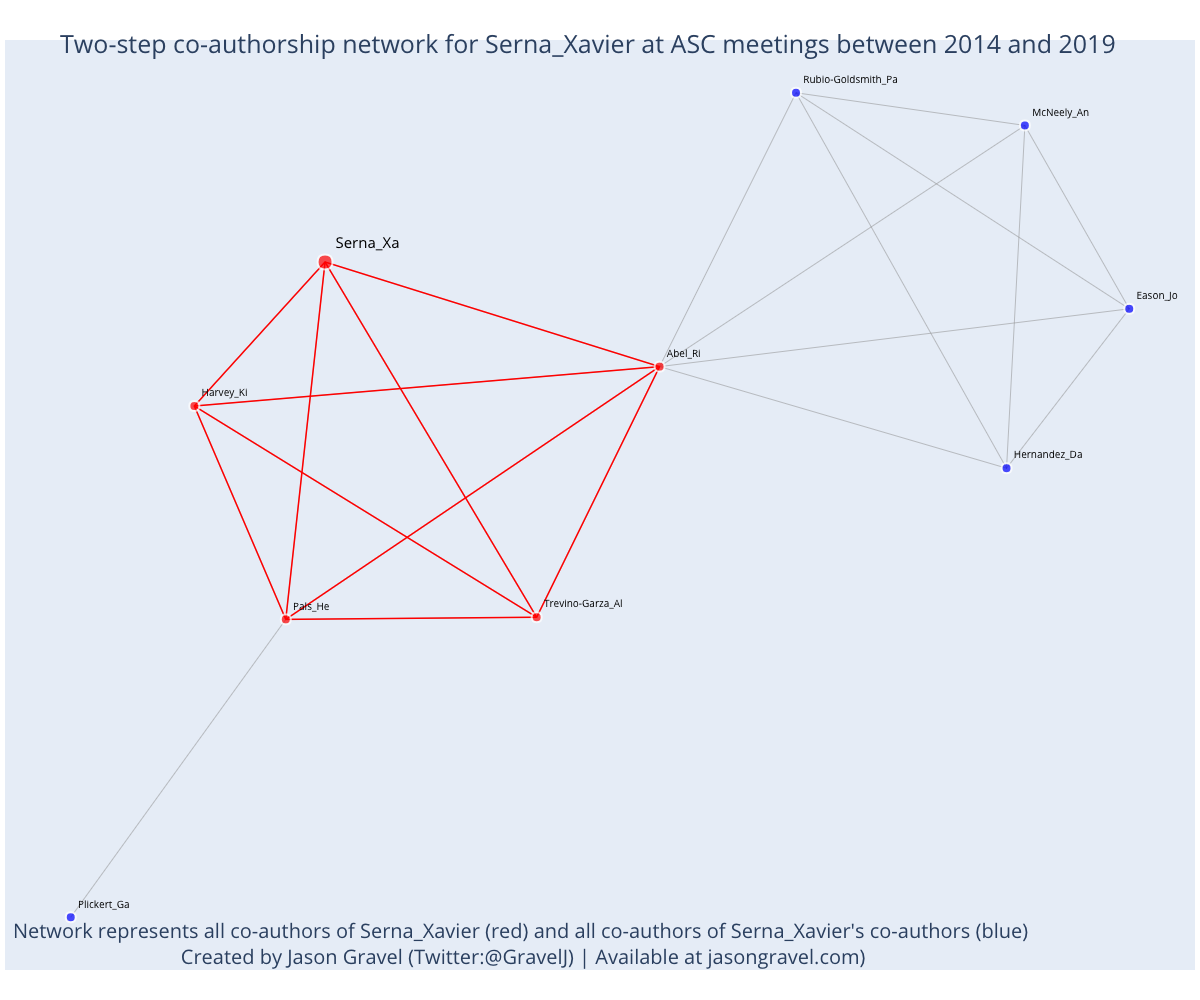 Two-step co-authorship network for Serna_Xavier at ASC meetings between 2014 and 2019
Rubio-Goldsmith_Pa
McNeely_An
Serna_Xa
Eason_Jo
Abel_Ri
Harvey_Ki
Hernandez_Da
Pals_He
Trevino-Garza_Al
Plickert_Ga
Network represents all co-authors of Serna_Xavier (red) and all co-authors of Serna_Xavier's co-authors (blue)
Created by Jason Gravel (Twitter:@GravelJ) | Available at jasongravel.com)